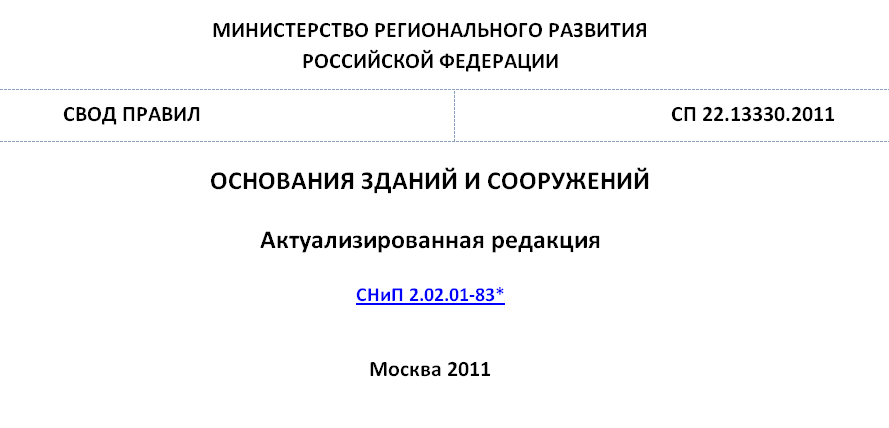 МИНИСТЕРСТВО РЕГИОНАЛЬНОГО РАЗВИТИЯ
РОССИЙСКОЙ ФЕДЕРАЦИИ
СВОД ПРАВИЛ
СП 22.13330.2011
ОСНОВАНИЯ ЗДАНИЙ И СООРУЖЕНИЙ
Актуализированная редакция
СНиП 2.02.01-83*
Москва 2011